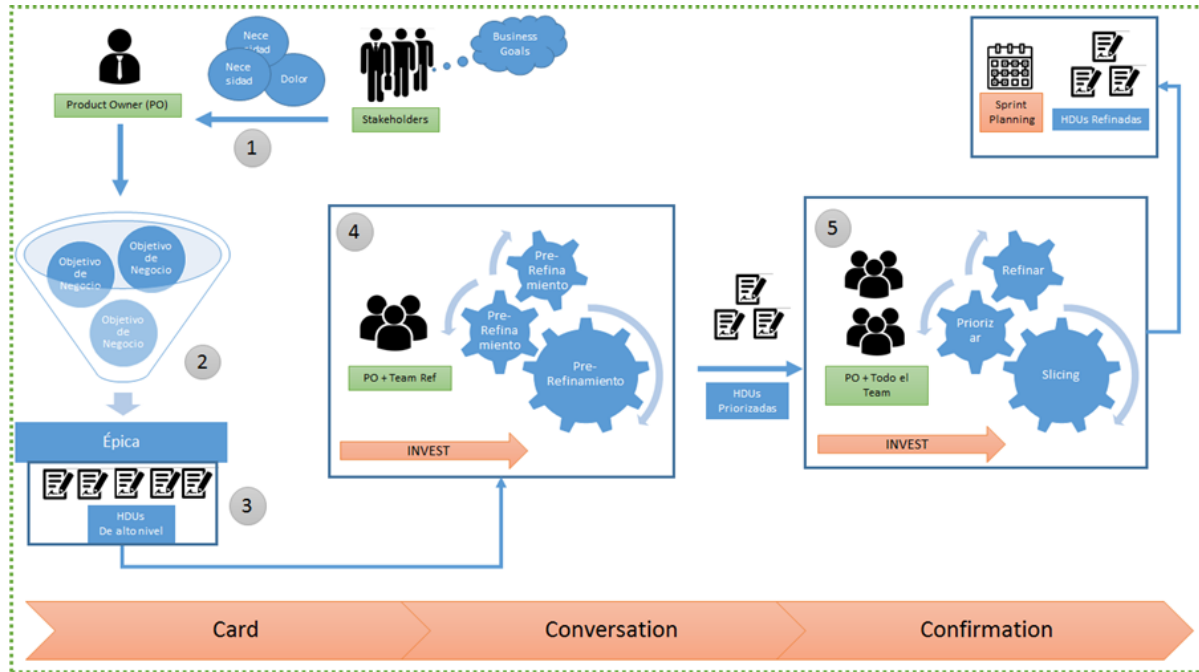 Product Owner (PO)
Nece
sidad
Nece
sidad
Dolor
Stakeholders
Business
Goals
1
Objetivo
de
Negocio
Objetivo
de
Negocio
Objetivo
de
Negocio
2
Épica
HDUs
De alto nivel
3
4
Pre-
Refina
miento
Pre-
Refina
miento
Pre-
Refinamiento
PO + Team Ref
INVEST
HDUs
Priorizadas
5
Refinar
Prioriz
ar
Slicing
PO + Todo el
Team
INVEST
Sprint
Planning
HDUs Refinadas
Card
Conversation
Confirmation